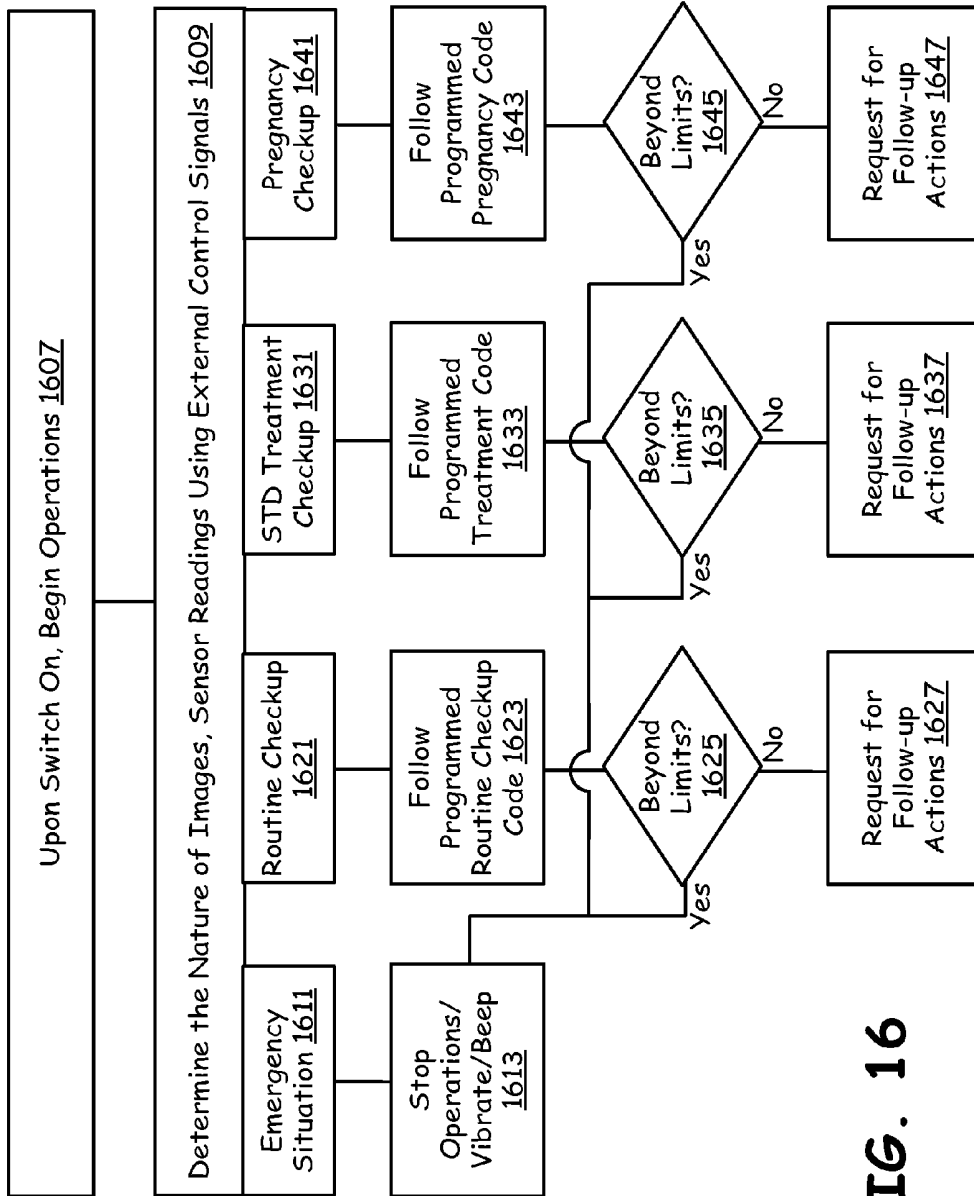 Upon Switch On, Begin Operations 1607
Determine the Nature of Images, Sensor Readings Using External Control Signals 1609
Emergency
Situation 1611
Routine Checkup
1621
STD Treatment
Checkup 1631
Pregnancy
Checkup 1641
Stop
Operations/
Vibrate/Beep
1613
Follow
Programmed
Routine Checkup
Code 1623
Follow
Programmed
Treatment Code
1633
Follow
Programmed
Pregnancy Code
1643
Beyond
Limits?
1625
Yes
No
Beyond
Limits?
1635
Yes
No
Beyond
Limits?
1645
Yes
No
Request for
Follow-up
Actions 1627
Request for
Follow-up
Actions 1637
Request for
Follow-up
Actions 1647
IG. 16